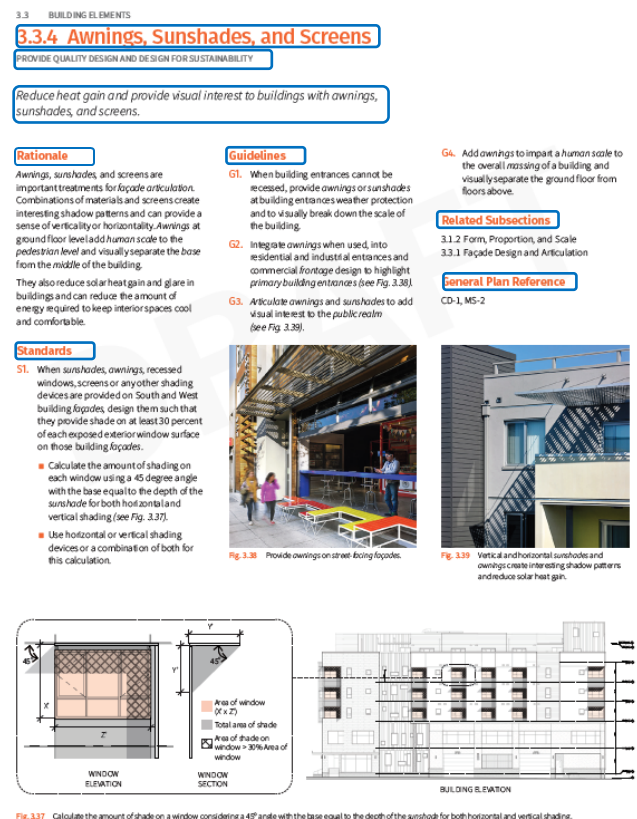 3.3 BUILDING ELEMENTS
3.3.4 Awnings, Sunshades, and Screens
PROVIDE QUALITY DESIGN AND DESIGN FOR SUSTAINABILITY
Reduce heat gain and provide visual interest to buildings with awnings,
sunshades, and screens.
Rationale
Awnings, sunshades, and screens are
important treatments for façade articulation.
Combinations of materials and screens create
interesting shadow patterns and can provide a
sense of verticality or horizontality. Awnings at
ground floor level add human scale to the
pedestrian level and visually separate the base
from the middle of the building.
They also reduce solar heat gain and glare in
buildings and can reduce the amount of
energy required to keep interior spaces cool
and comfortable.
Standards
S1. When sunshades, awnings, recessed
windows, screens or any other shading
devices are provided on South and West
building façades, design them such that
they provide shade on at least 30 percent
of each exposed exterior window surface
on those building façades.
Calculate the amount of shading on
each window using a 45 degree angle
with the base equal to the depth of the
sunshade for both horizontal and
vertical shading (see Fig. 3.37).
Use horizontal or vertical shading
devices or a combination of both for
this calculation.
Guidelines
G1. When building entrances cannot be
recessed, provide awnings or sunshades
at building entrances weather protection
and to visually break down the scale of
the building.
G2. Integrate awnings when used, into
residential and industrial entrances and
commercial frontage design to highlight
primary building entrances (see Fig. 3.38).
G3. Articulate awnings and sunshades to add
visual interest to the public realm
(see Fig. 3.39).
G4. Add awnings to impart a human scale to
the overall massing of a building and
visually separate the ground floor from
floors above.
Related Subsections
3.1.2 Form, Proportion, and Scale
3.3.1 Façade Design and Articulation
General Plan Reference
CD-1, MS-2
Fig. 3.38 Provide awnings on street-facing façades.
Fig. 3.39 Vertical and horizontal sunshades and
awnings create interesting shadow patterns
and reduce solar heat gain.
45°
X'
Z'
WINDOW
ELEVATION
Y'
Y'
45°
WINDOW
SECTION
Area of window
(X' x Z')
Total area of shade
Area of shade on
window > 30% Area of
window
BUILDING ELEVATION
Fig. 3.37 Calculate the amount of shade on a window considering a 45° angle with the base equal to the depth of the sunshade for both horizontal and vertical shading.